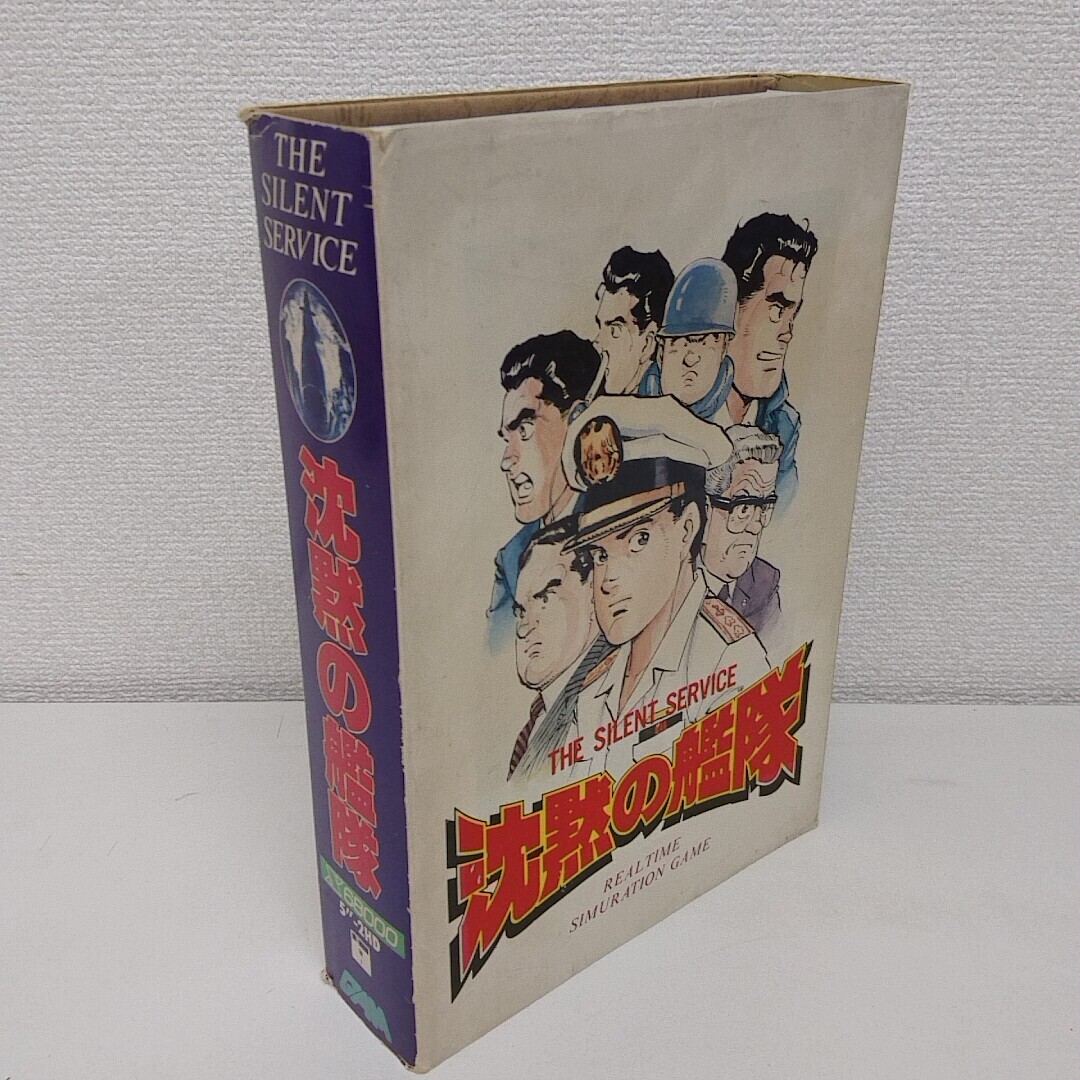 THE
SILENT
SERVICE
沈黙の艦隊
X68000
5"-2HD
THE SILENT SERVICE
沈黙の艦隊
REALTIME
SIMURATION GAME